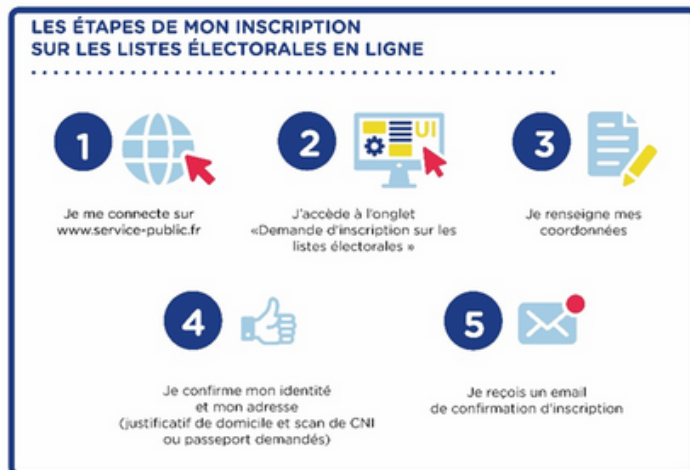 LES ÉTAPES DE MON INSCRIPTION
SUR LES LISTES ÉLECTORALES EN LIGNE
1
UI
2
3
Je me connecte sur
www.service-public.fr
J'accède à l'onglet
«Demande d'inscription sur les
listes électorales »
Je renseigne mes
coordonnées
4
5
Je confirme mon identité
et mon adresse
(justificatif de domicile et scan de CNI
ou passeport demandés)
Je reçois un email
de confirmation d'inscription